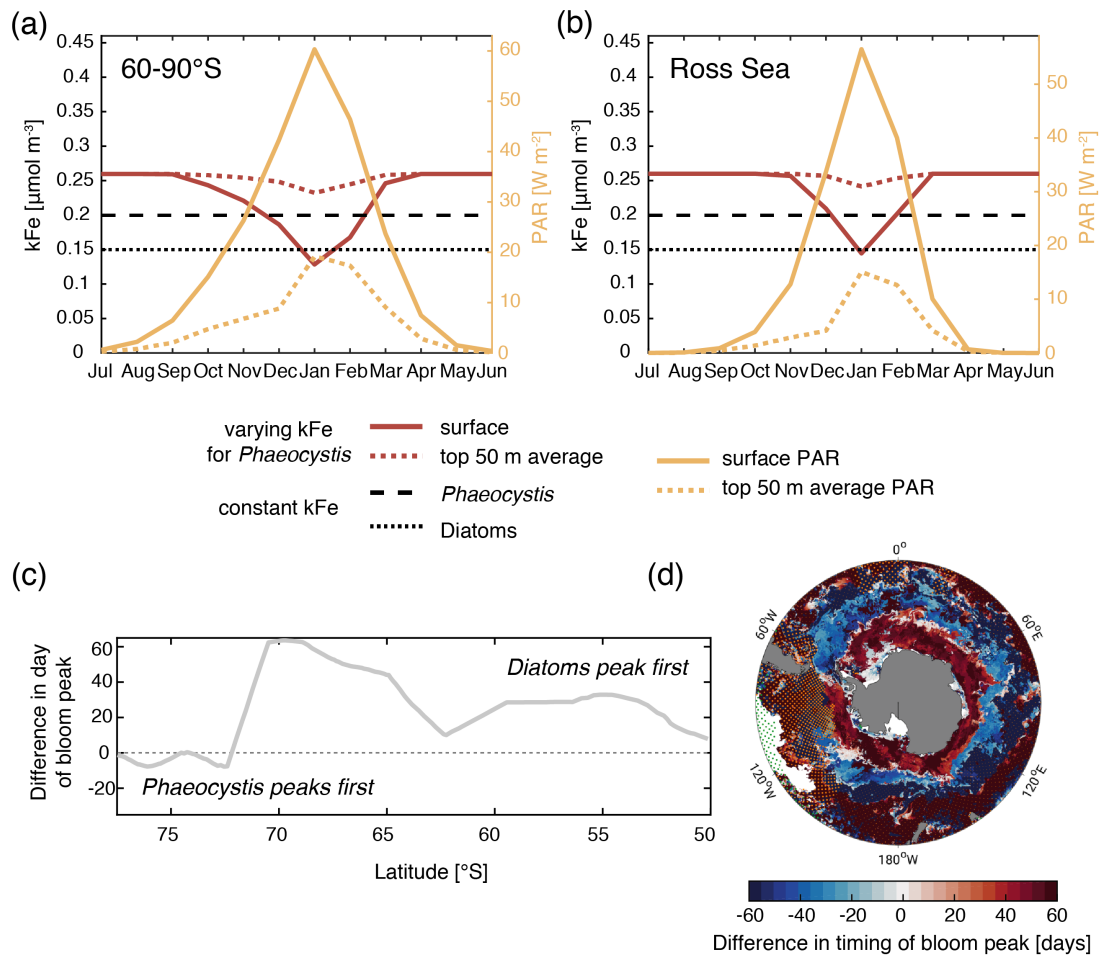 (a)
60-90°S
0.45
0.4
0.35
0.3
0.25
0.2
0.15
0.1
0.05
0
kFe [µmol m⁻³]
60
50
40
30
20
10
0
PAR [W m⁻²]
Jul Aug Sep Oct Nov Dec Jan Feb Mar Apr May Jun
(b)
Ross Sea
0.45
0.4
0.35
0.3
0.25
0.2
0.15
0.1
0.05
0
kFe [µmol m⁻³]
50
40
30
20
10
0
PAR [W m⁻²]
Jul Aug Sep Oct Nov Dec Jan Feb Mar Apr May Jun
varying kFe
for Phaeocystis
surface
top 50 m average
constant kFe
Phaeocystis
Diatoms
surface PAR
top 50 m average PAR
(c)
Difference in day
of bloom peak
60
40
20
0
-20
Diatoms peak first
Phaeocystis peaks first
75 70 65 60 55 50
Latitude [°S]
(d)
0°
60°W
60°E
120°W
120°E
180°W
-60 -40 -20 0 20 40 60
Difference in timing of bloom peak [days]